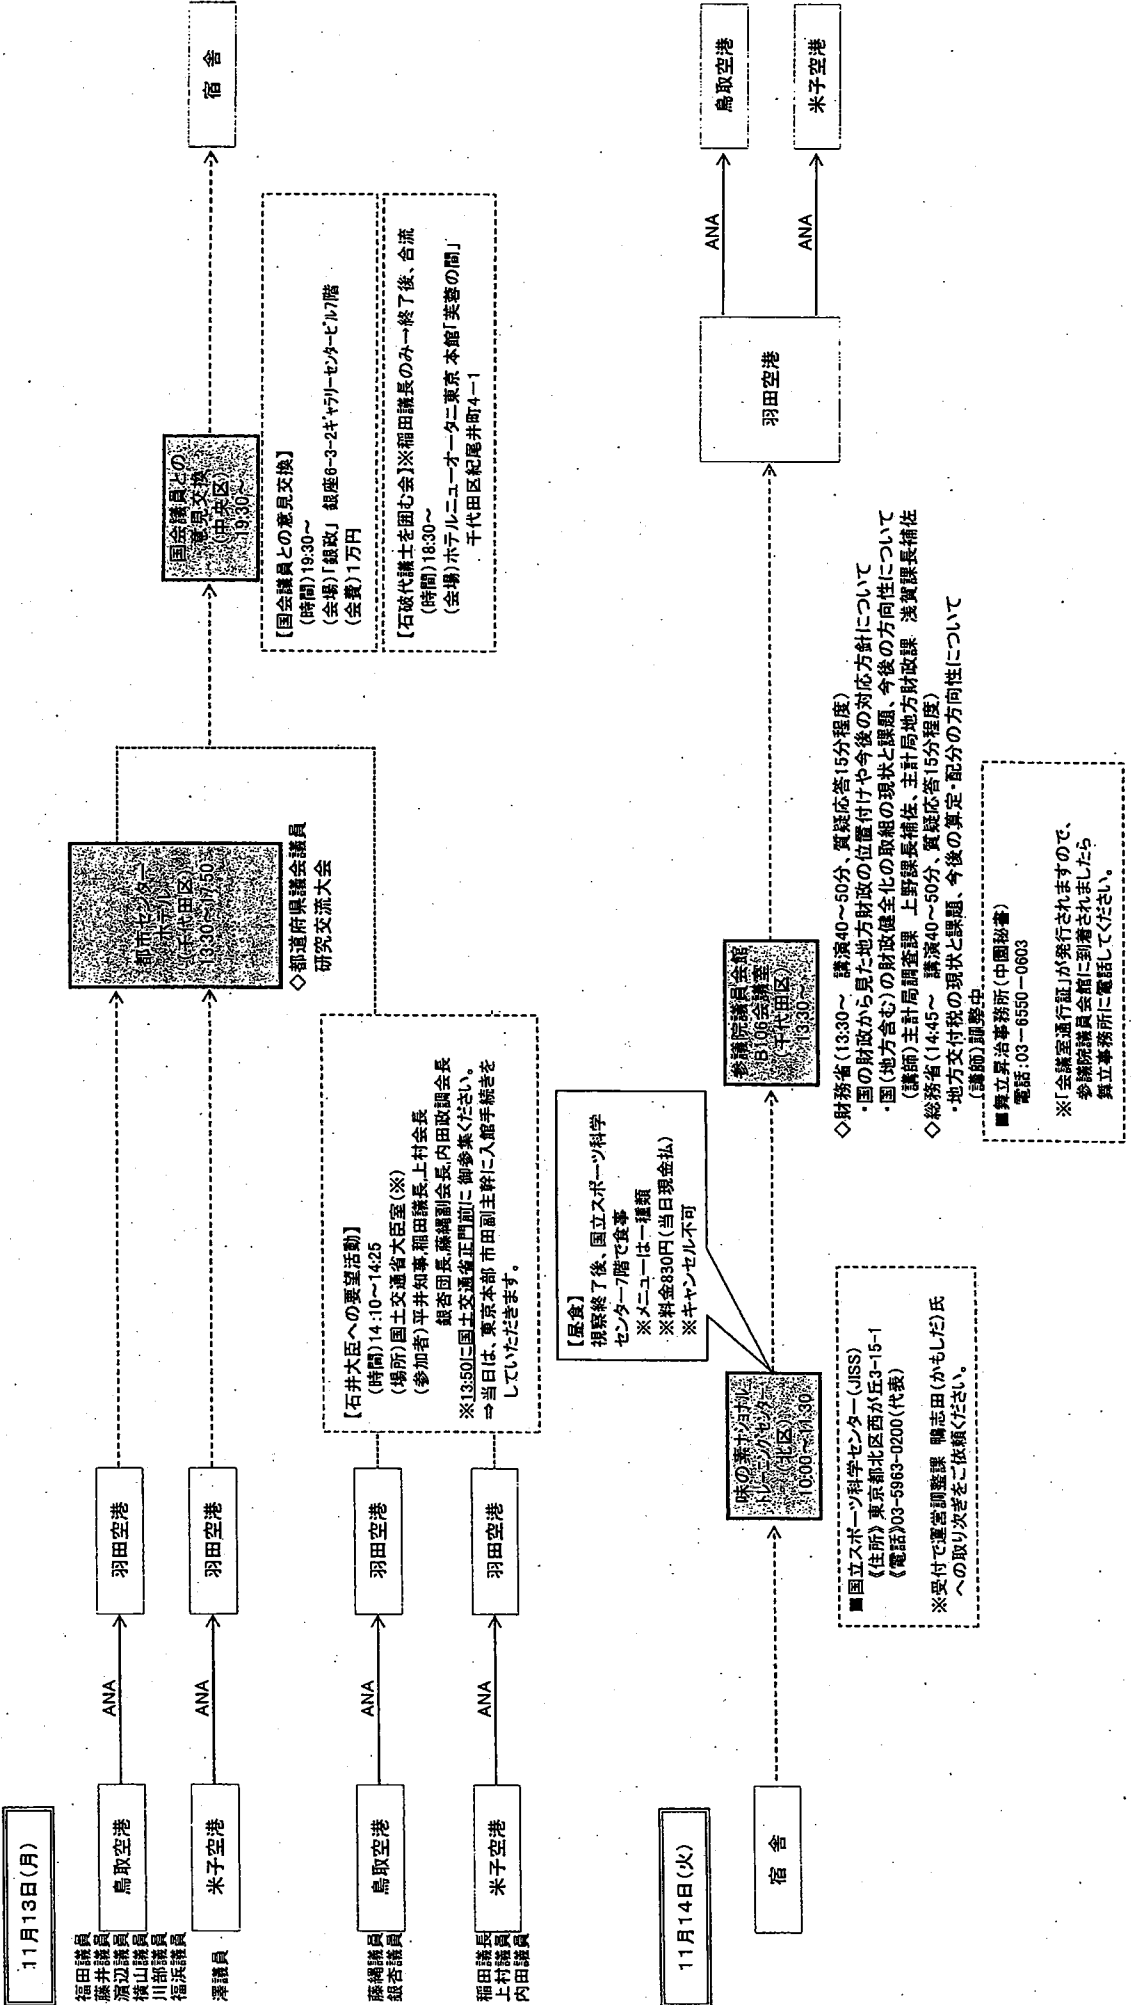 11月13日(月)
福田議員
藤井議員
濵辺議員
横山議員
川部議員
福浜議員
鳥取空港
ANA
羽田空港
澤議員
米子空港
ANA
羽田空港
都市センター
ホテル
(千代田区)
13:30~17:50
◇都道府県議会議員
研究交流大会
藤縄議員
銀杏議員
鳥取空港
ANA
羽田空港
稲田議長
上村議員
内田議員
米子空港
ANA
羽田空港
【石井大臣への要望活動】
(時間)14:10~14:25
(場所)国土交通省大臣室(※)
(参加者)平井知事、稲田議長、上村会長
銀杏団長、藤縄副会長、内田政調会長
※13:50に国土交通省正門前に御参集ください。
⇒当日は、東京本部 市田副主幹に入館手続きを
していただきます。
国会議員との
意見交換
(中央区)
19:30~
宿 舎
【国会議員との意見交換】
(時間)19:30~
(会場)「銀政」 銀座6-3-2ギャラリーセンタービル7階
(会費)1万円
【石破代議士を囲む会】※稲田議長のみ→終了後、合流
(時間)18:30~
(会場)ホテルニューオータニ東京 本館「芙蓉の間」
千代田区紀尾井町4-1
11月14日(火)
宿 舎
味の素ナショナル
トレーニングセンター
(北区)
10:00~11:30
■国立スポーツ科学センター(JISS)
《住所》東京都北区西が丘3-15-1
《電話》03-5963-0200(代表)
※受付で運営調整課 鴨志田(かもしだ)氏
への取り次ぎをご依頼ください。
【昼食】
視察終了後、国立スポーツ科学
センター7階で食事
※メニューは一種類
※料金830円(当日現金払)
※キャンセル不可
参議院議員会館
B106会議室
(千代田区)
13:30~
◇財務省(13:30~ 講演40~50分、質疑応答15分程度)
・国の財政から見た地方財政の位置付けや今後の対応方針について
・国(地方含む)の財政健全化の取組の現状と課題、今後の方向性について
(講師)主計局調査課 上野課長補佐、主計局地方財政課 浅賀課長補佐
◇総務省(14:45~ 講演40~50分、質疑応答15分程度)
・地方交付税の現状と課題、今後の算定・配分の方向性について
(講師)調整中
■舞立昇治事務所(中園秘書)
電話:03-6550-0603
※「会議室通行証」が発行されますので、
参議院議員会館に到着されましたら
舞立事務所に電話してください。
羽田空港
ANA
鳥取空港
ANA
米子空港